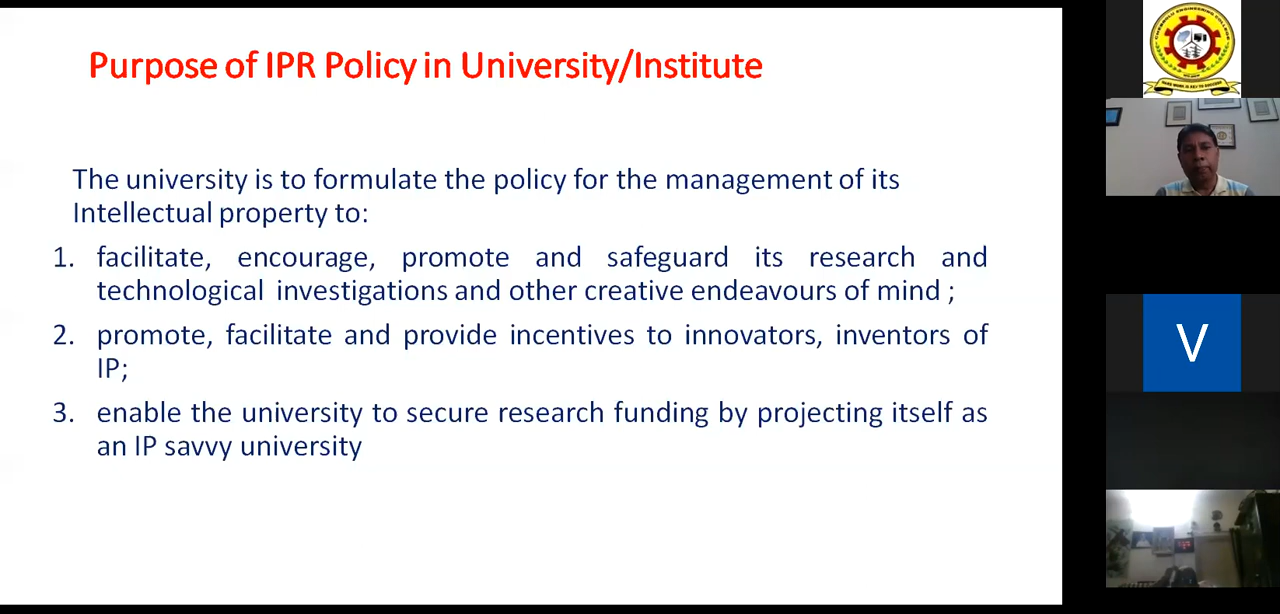 Purpose of IPR Policy in University/Institute
The university is to formulate the policy for the management of its
Intellectual property to:
1. facilitate, encourage, promote and safeguard its research and
technological investigations and other creative endeavours of mind ;
2. promote, facilitate and provide incentives to innovators, inventors of
IP;
3. enable the university to secure research funding by projecting itself as
an IP savvy university
V